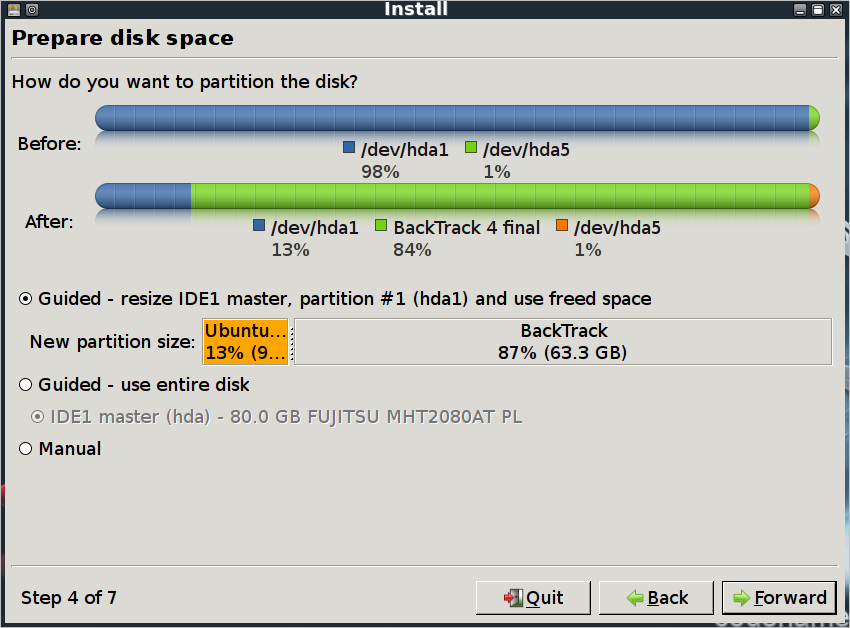 Install
Prepare disk space
How do you want to partition the disk?
Before:
/dev/hda1 /dev/hda5
98% 1%
After:
/dev/hda1 BackTrack 4 final /dev/hda5
13% 84% 1%
Guided - resize IDE1 master, partition #1 (hda1) and use freed space
New partition size:
Ubuntu... BackTrack
13% (9... 87% (63.3 GB)
Guided - use entire disk
IDE1 master (hda) - 80.0 GB FUJITSU MHT2080AT PL
Manual
Step 4 of 7 Quit Back Forward